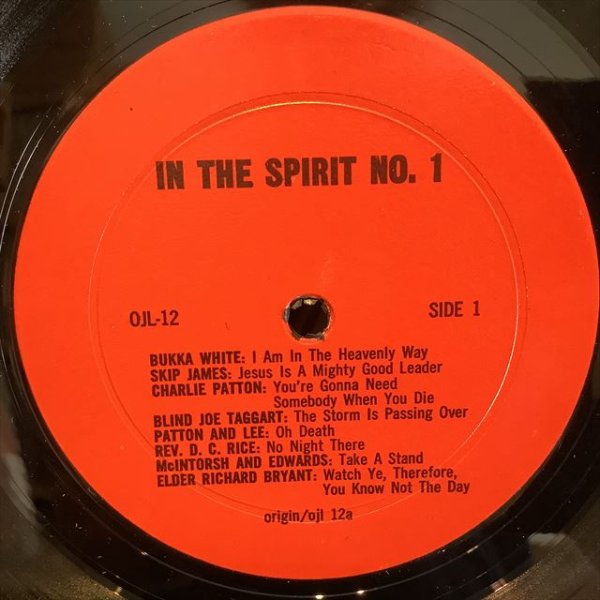 IN THE SPIRIT NO. 1
OJL-12
SIDE 1
BUKKA WHITE: I Am In The Heavenly Way
SKIP JAMES: Jesus Is A Mighty Good Leader
CHARLIE PATTON: You're Gonna Need
Somebody When You Die
BLIND JOE TAGGART: The Storm Is Passing Over
PATTON AND LEE: Oh Death
REV. D. C. RICE: No Night There
McINTORSH AND EDWARDS: Take A Stand
ELDER RICHARD BRYANT: Watch Ye, Therefore,
You Know Not The Day
origin/ojl 12a